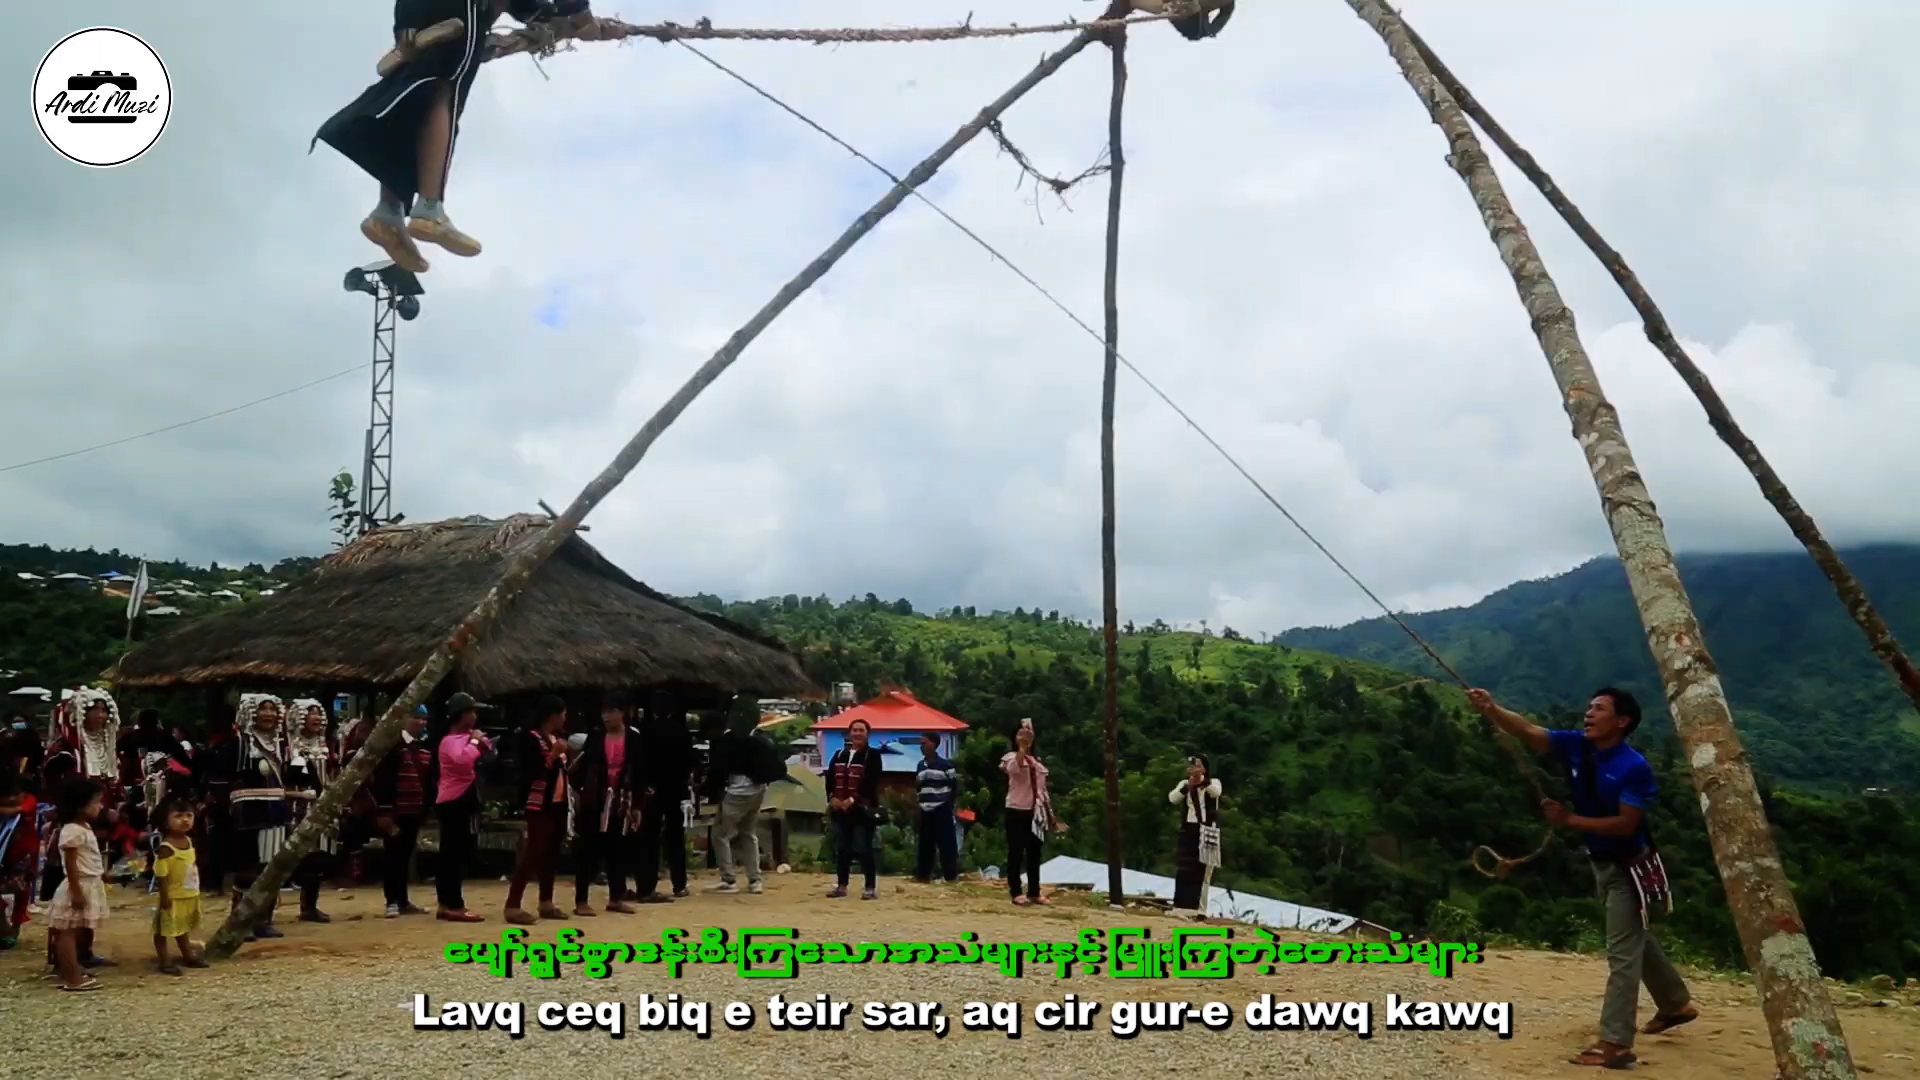 Ardi Muzi
ပျော်ရွှင်စွာဒန်းစီးကြသောအသံများနှင့် မြူးကြွတဲ့တေးသံများ
Lavq ceq biq e teir sar, aq cir gur-e dawq kawq